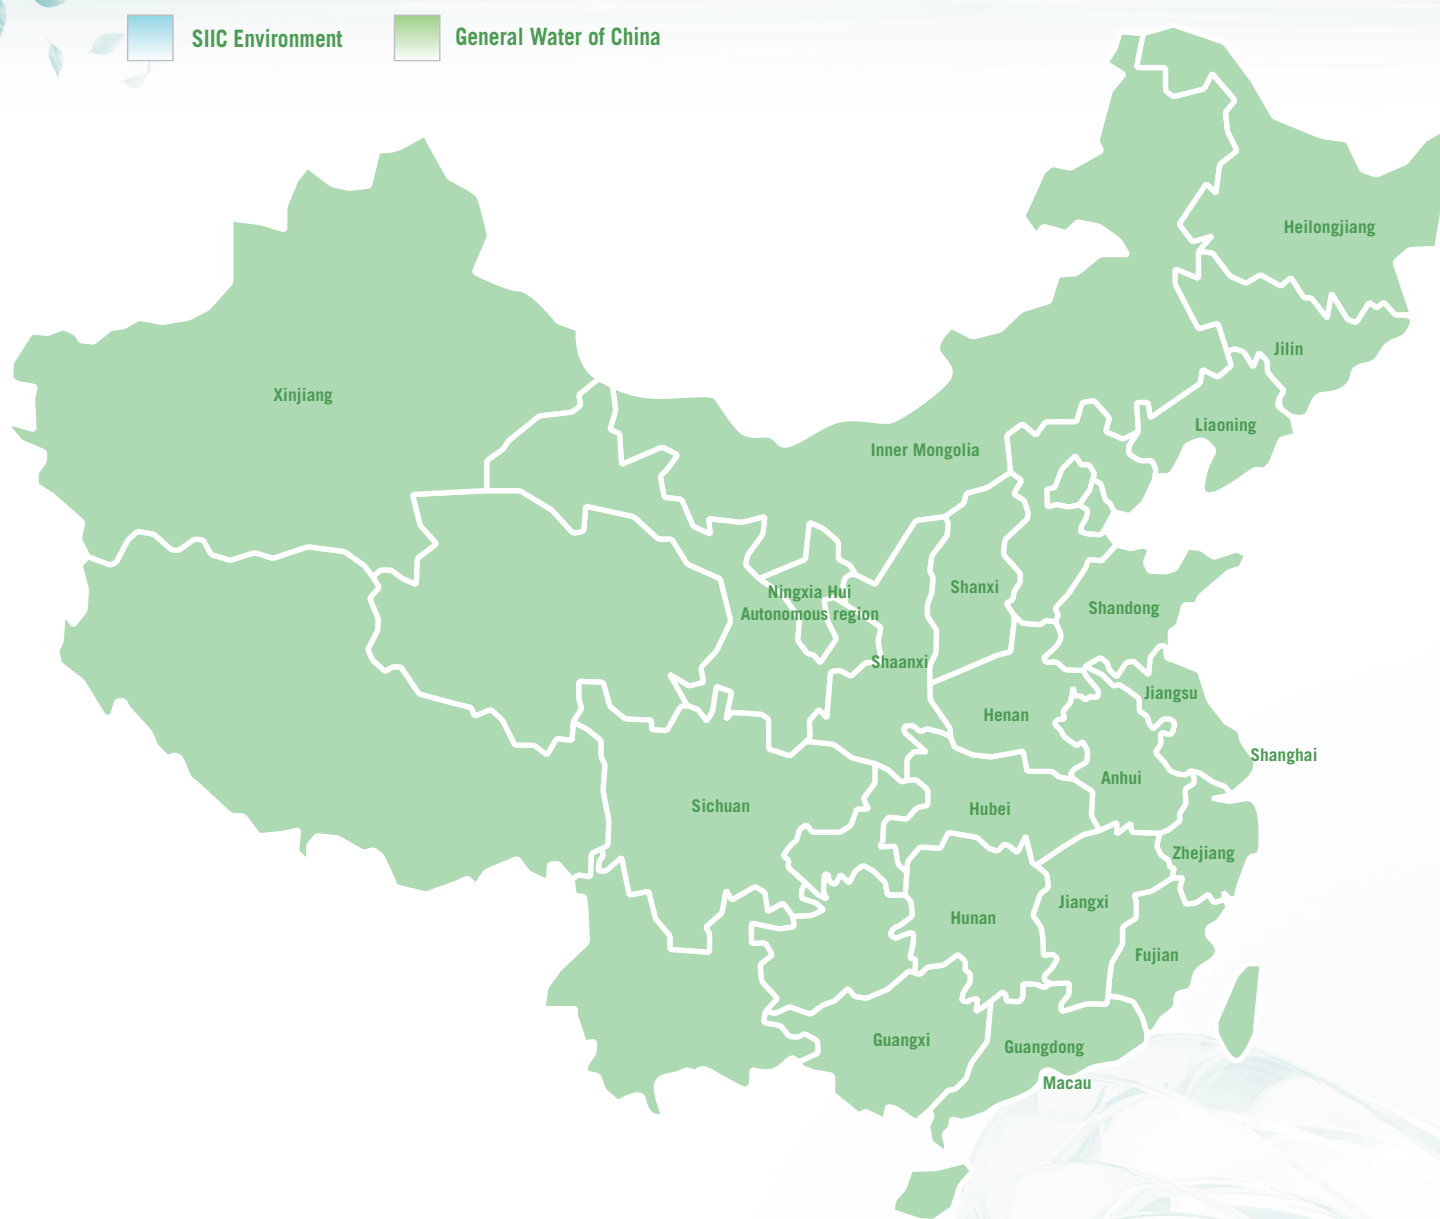 SIIC Environment
General Water of China
Heilongjiang
Jilin
Xinjiang
Liaoning
Inner Mongolia
Ningxia Hui
Autonomous region
Shanxi
Shandong
Shaanxi
Jiangsu
Henan
Shanghai
Anhui
Sichuan
Hubei
Zhejiang
Jiangxi
Hunan
Fujian
Guangxi
Guangdong
Macau